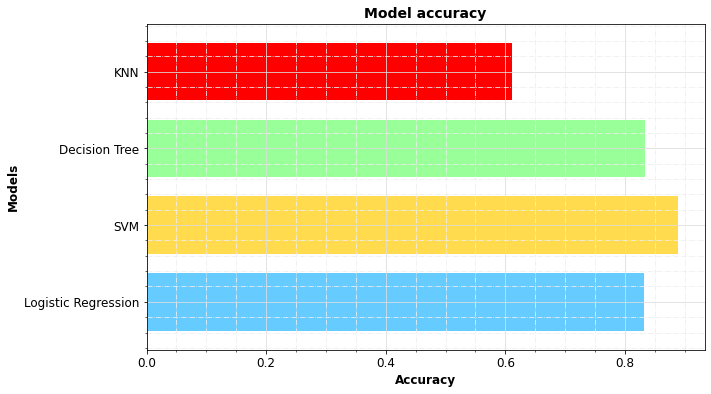 Model accuracy
KNN
Decision Tree
SVM
Logistic Regression
Models
0.0 0.2 0.4 0.6 0.8
Accuracy